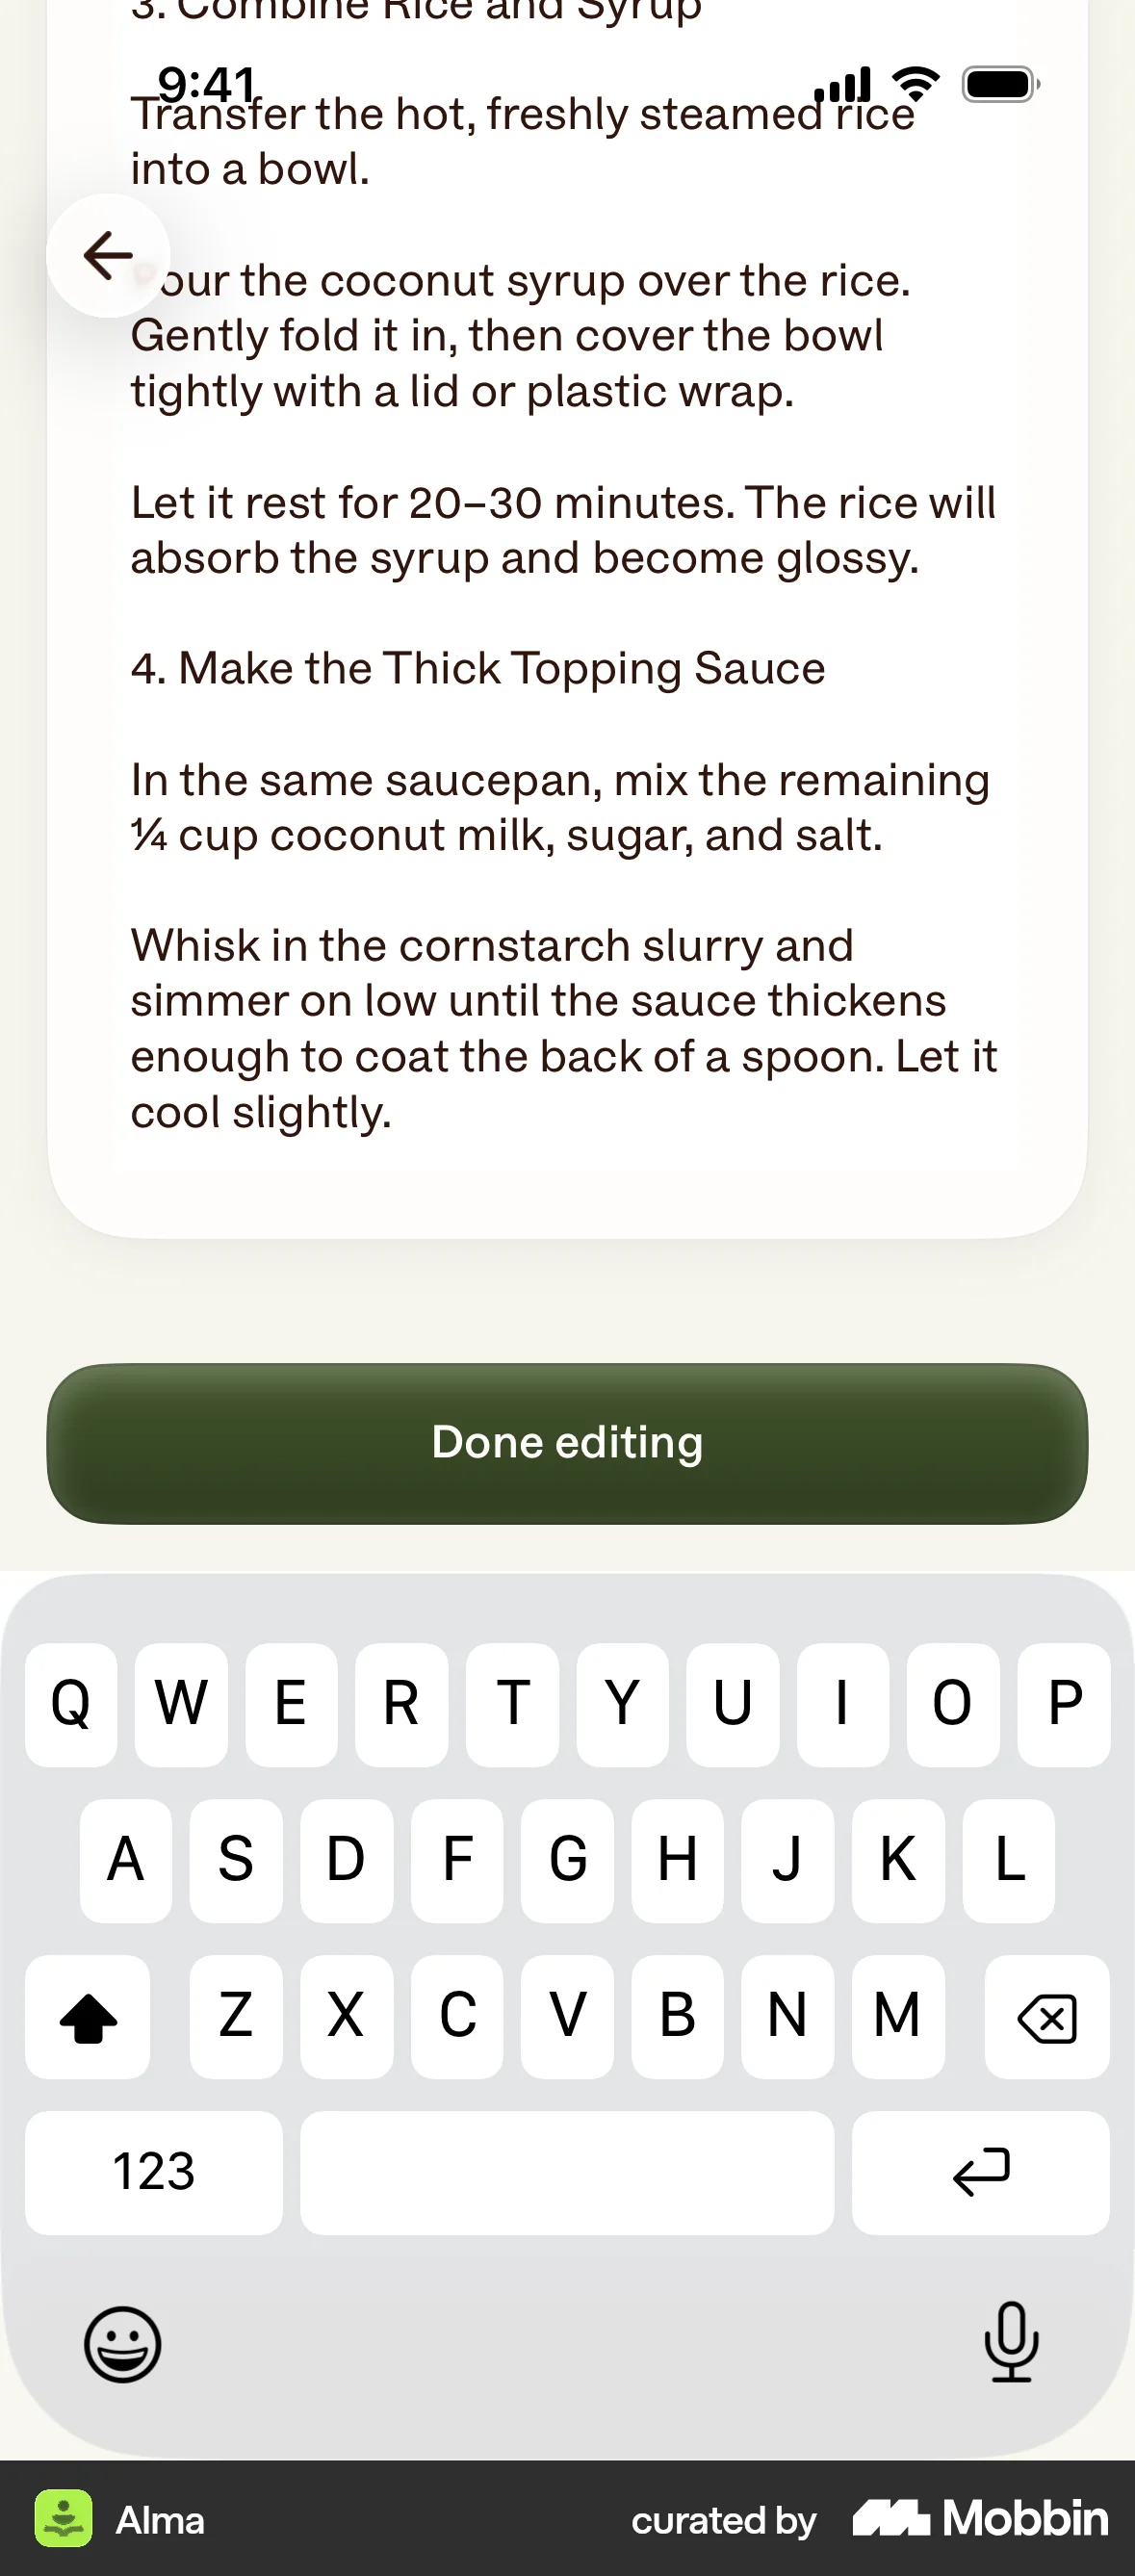 3. Combine Rice and Syrup
9:41
Transfer the hot, freshly steamed rice
into a bowl.
our the coconut syrup over the rice.
Gently fold it in, then cover the bowl
tightly with a lid or plastic wrap.
Let it rest for 20–30 minutes. The rice will
absorb the syrup and become glossy.
4. Make the Thick Topping Sauce
In the same saucepan, mix the remaining
¼ cup coconut milk, sugar, and salt.
Whisk in the cornstarch slurry and
simmer on low until the sauce thickens
enough to coat the back of a spoon. Let it
cool slightly.
Done editing
Q W E R T Y U I O P
A S D F G H J K L
Z X C V B N M
123
Alma curated by Mobbin